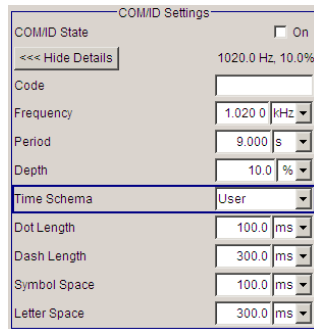 COM/ID Settings
COM/ID State On
<<< Hide Details 1020.0 Hz, 10.0%
Code
Frequency 1.020 0 kHz
Period 9.000 s
Depth 10.0 %
Time Schema User
Dot Length 100.0 ms
Dash Length 300.0 ms
Symbol Space 100.0 ms
Letter Space 300.0 ms